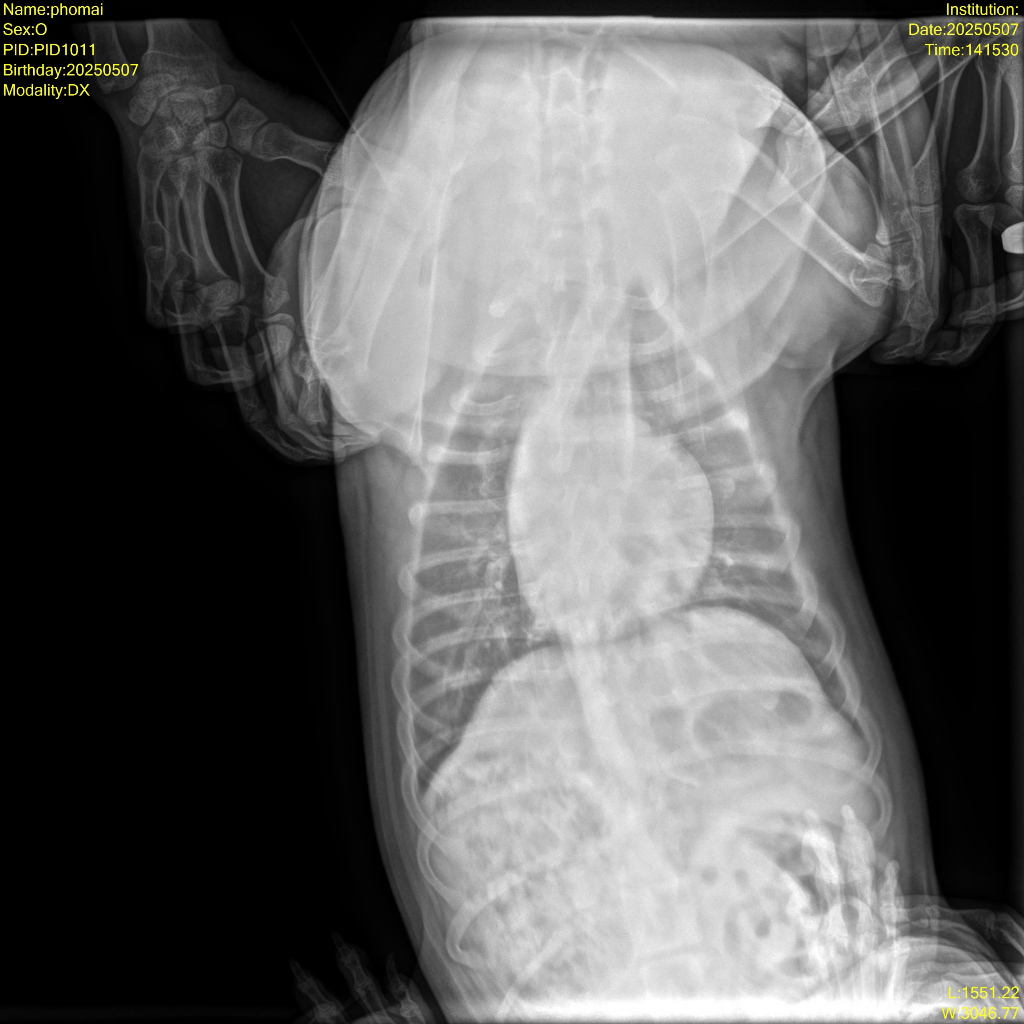 Name:phomai
Sex:O
PID:PID1011
Birthday:20250507
Modality:DX
Institution:
Date:20250507
Time:141530
L:1551.22
W:3046.77